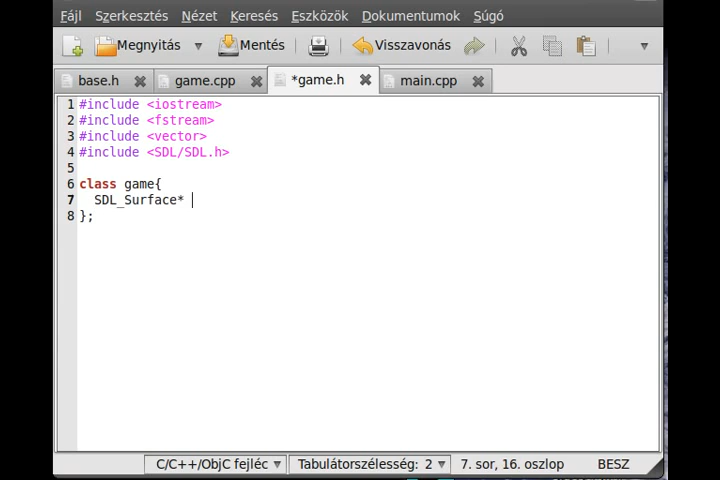 Fájl Szerkesztés Nézet Keresés Eszközök Dokumentumok Súgó
Megnyitás Mentés Visszavonás
base.h game.cpp *game.h main.cpp
1 #include <iostream>
2 #include <fstream>
3 #include <vector>
4 #include <SDL/SDL.h>
5
6 class game{
7 SDL_Surface*
8 };
C/C++/ObjC fejléc Tabulátorszélesség: 2 7. sor, 16. oszlop BESZ